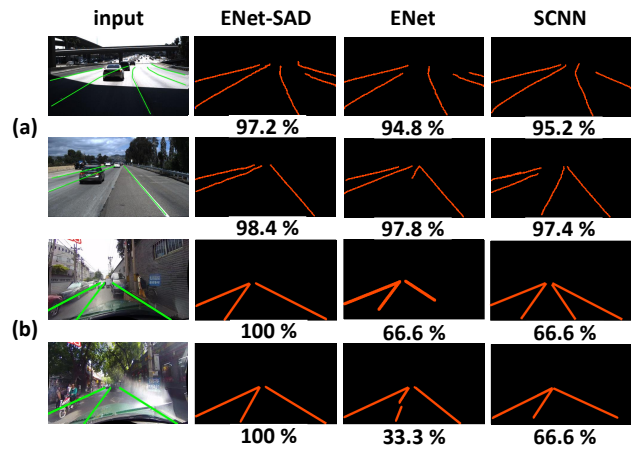 input ENet-SAD ENet SCNN
(a)
97.2 % 94.8 % 95.2 %
98.4 % 97.8 % 97.4 %
(b)
100 % 66.6 % 66.6 %
100 % 33.3 % 66.6 %